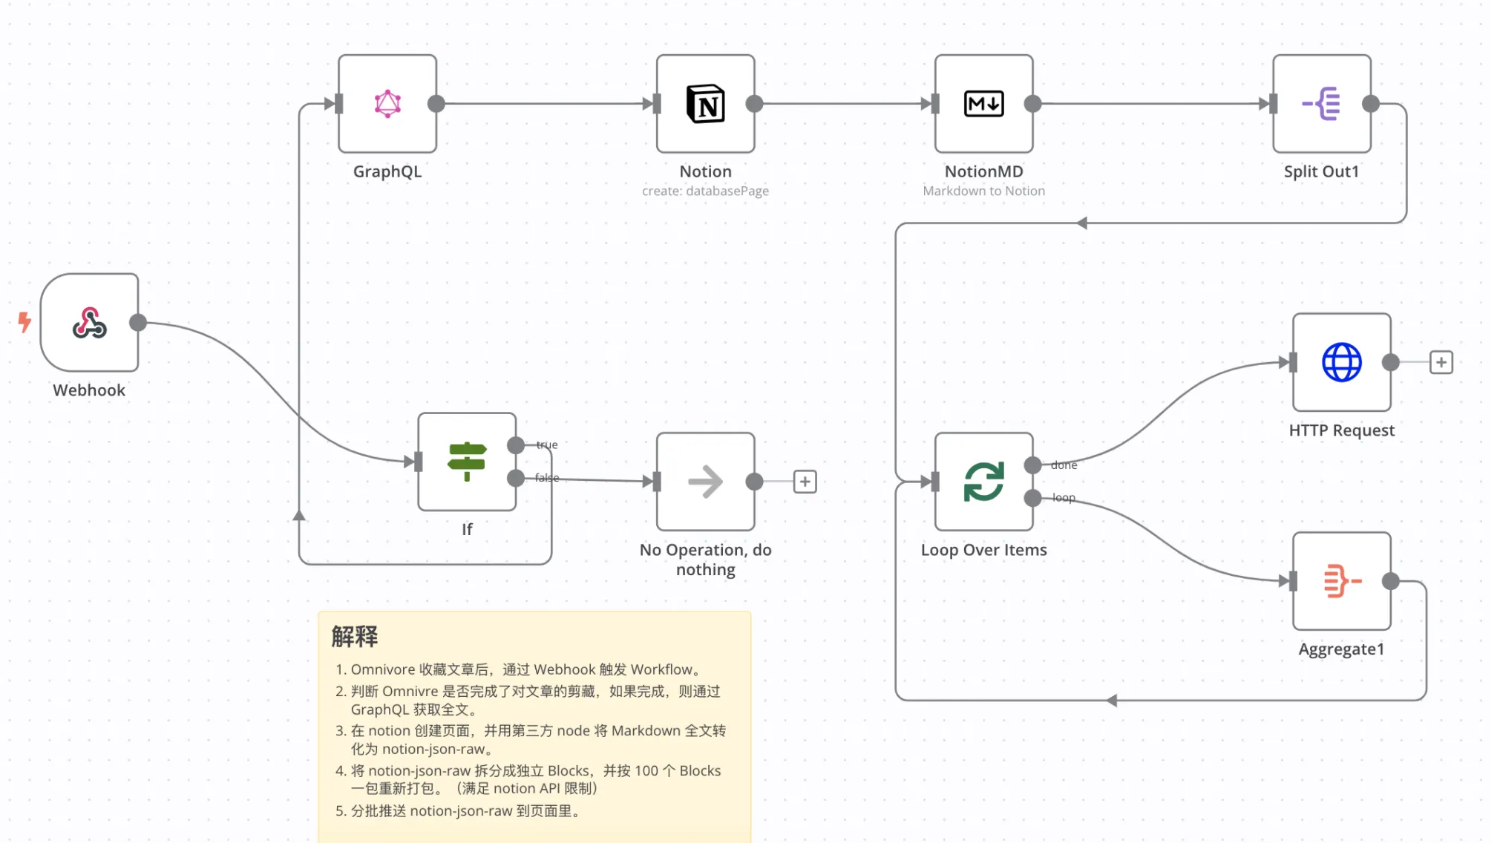 GraphQL
Notion
create: databasePage
M
NotionMD
Markdown to Notion
Split Out1
Webhook
HTTP Request
true
false
If
No Operation, do
nothing
done
loop
Loop Over Items
Aggregate1
解释
1. Omnivore 收藏文章后，通过 Webhook 触发 Workflow。
2. 判断 Omnivre 是否完成了对文章的剪藏，如果完成，则通过
GraphQL 获取全文。
3. 在 notion 创建页面，并用第三方 node 将 Markdown 全文转
化为 notion-json-raw。
4. 将 notion-json-raw 拆分成独立 Blocks，并按 100 个 Blocks
一包重新打包。（满足 notion API 限制）
5. 分批推送 notion-json-raw 到页面里。